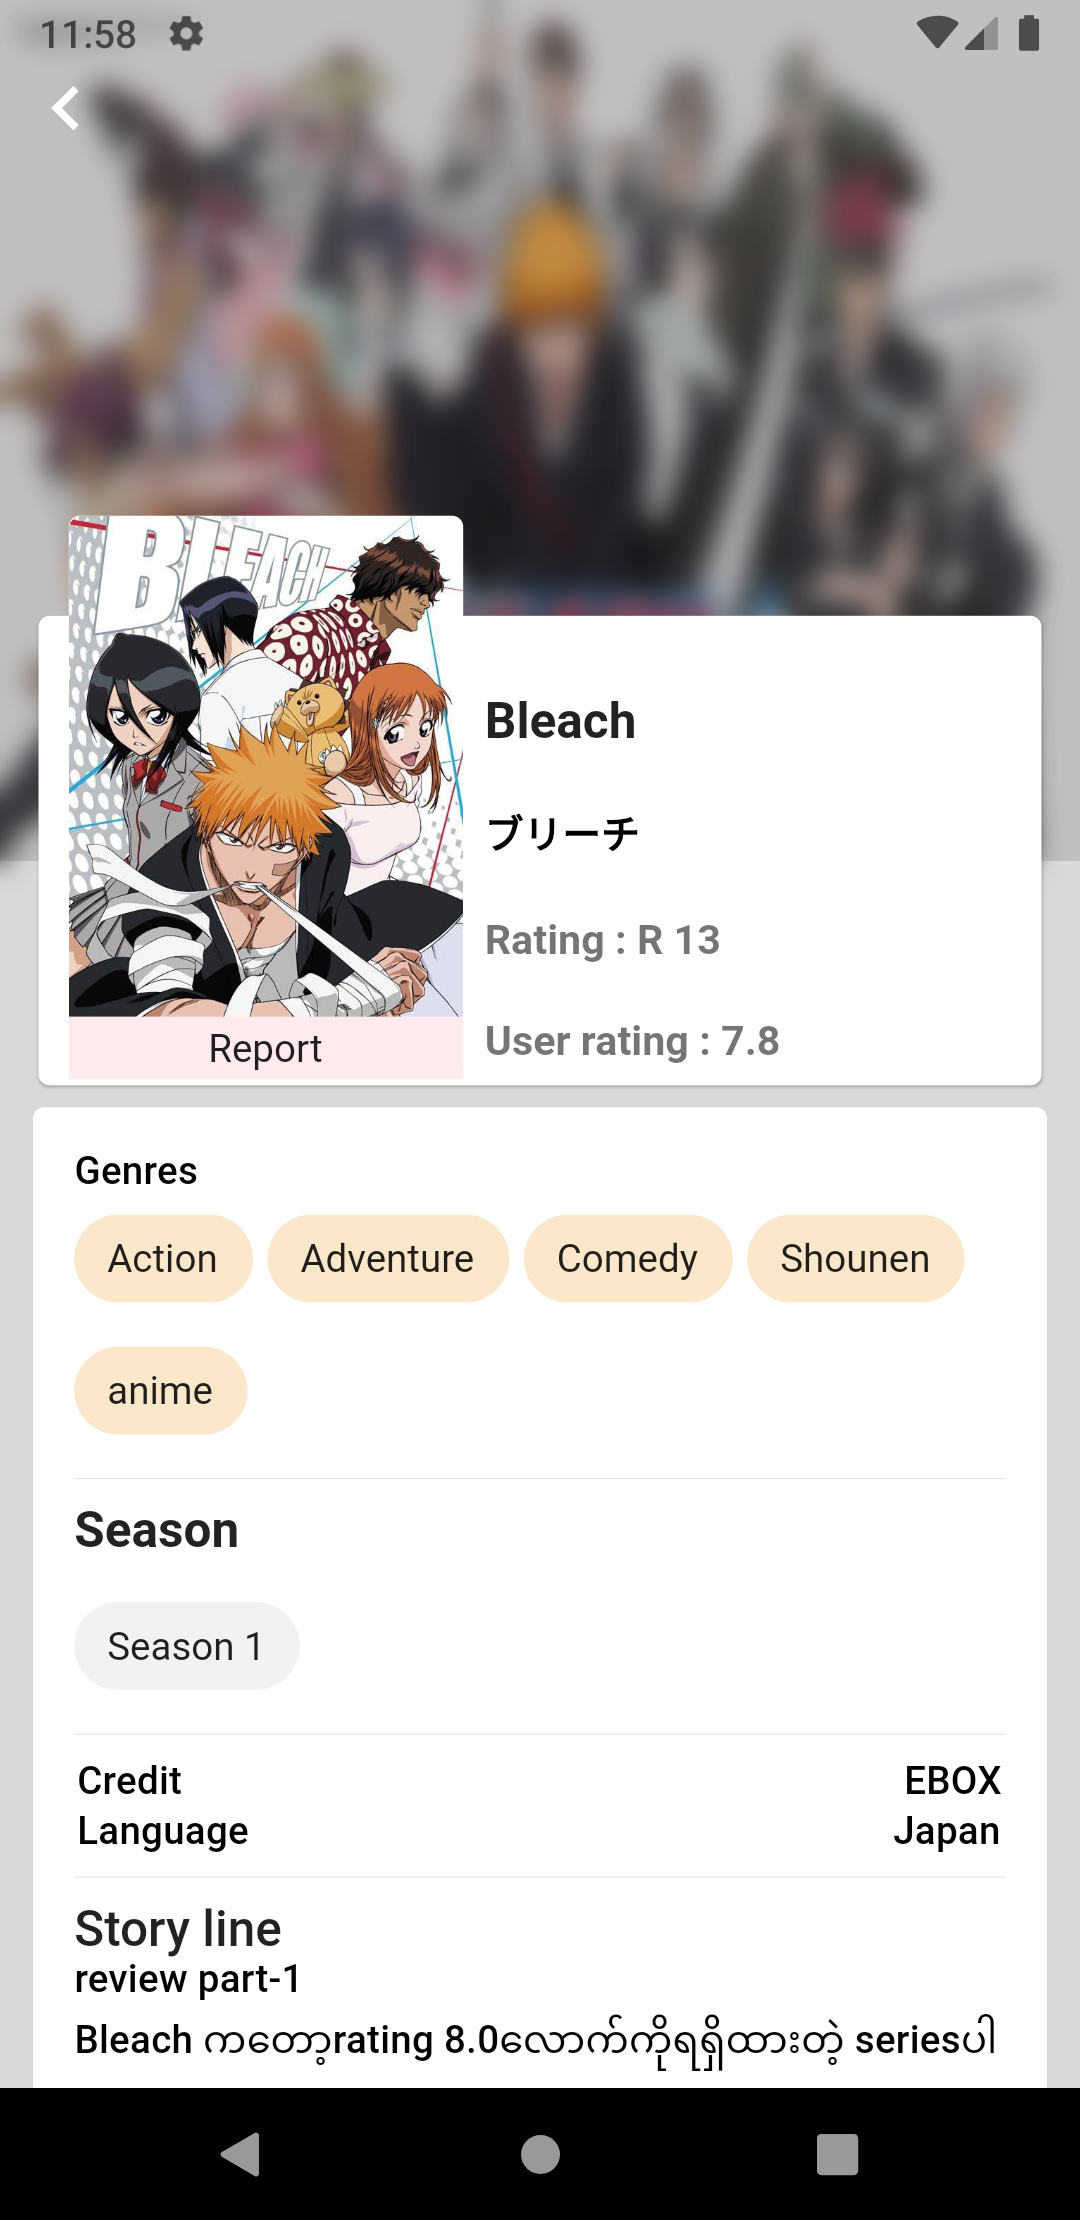 11:58
BLEACH
Bleach
ブリーチ
Rating : R 13
User rating : 7.8
Report
Genres
Action Adventure Comedy Shounen
anime
Season
Season 1
Credit EBOX
Language Japan
Story line
review part-1
Bleach ကတော့rating 8.0လောက်ကိုရရှိထားတဲ့ seriesပါ